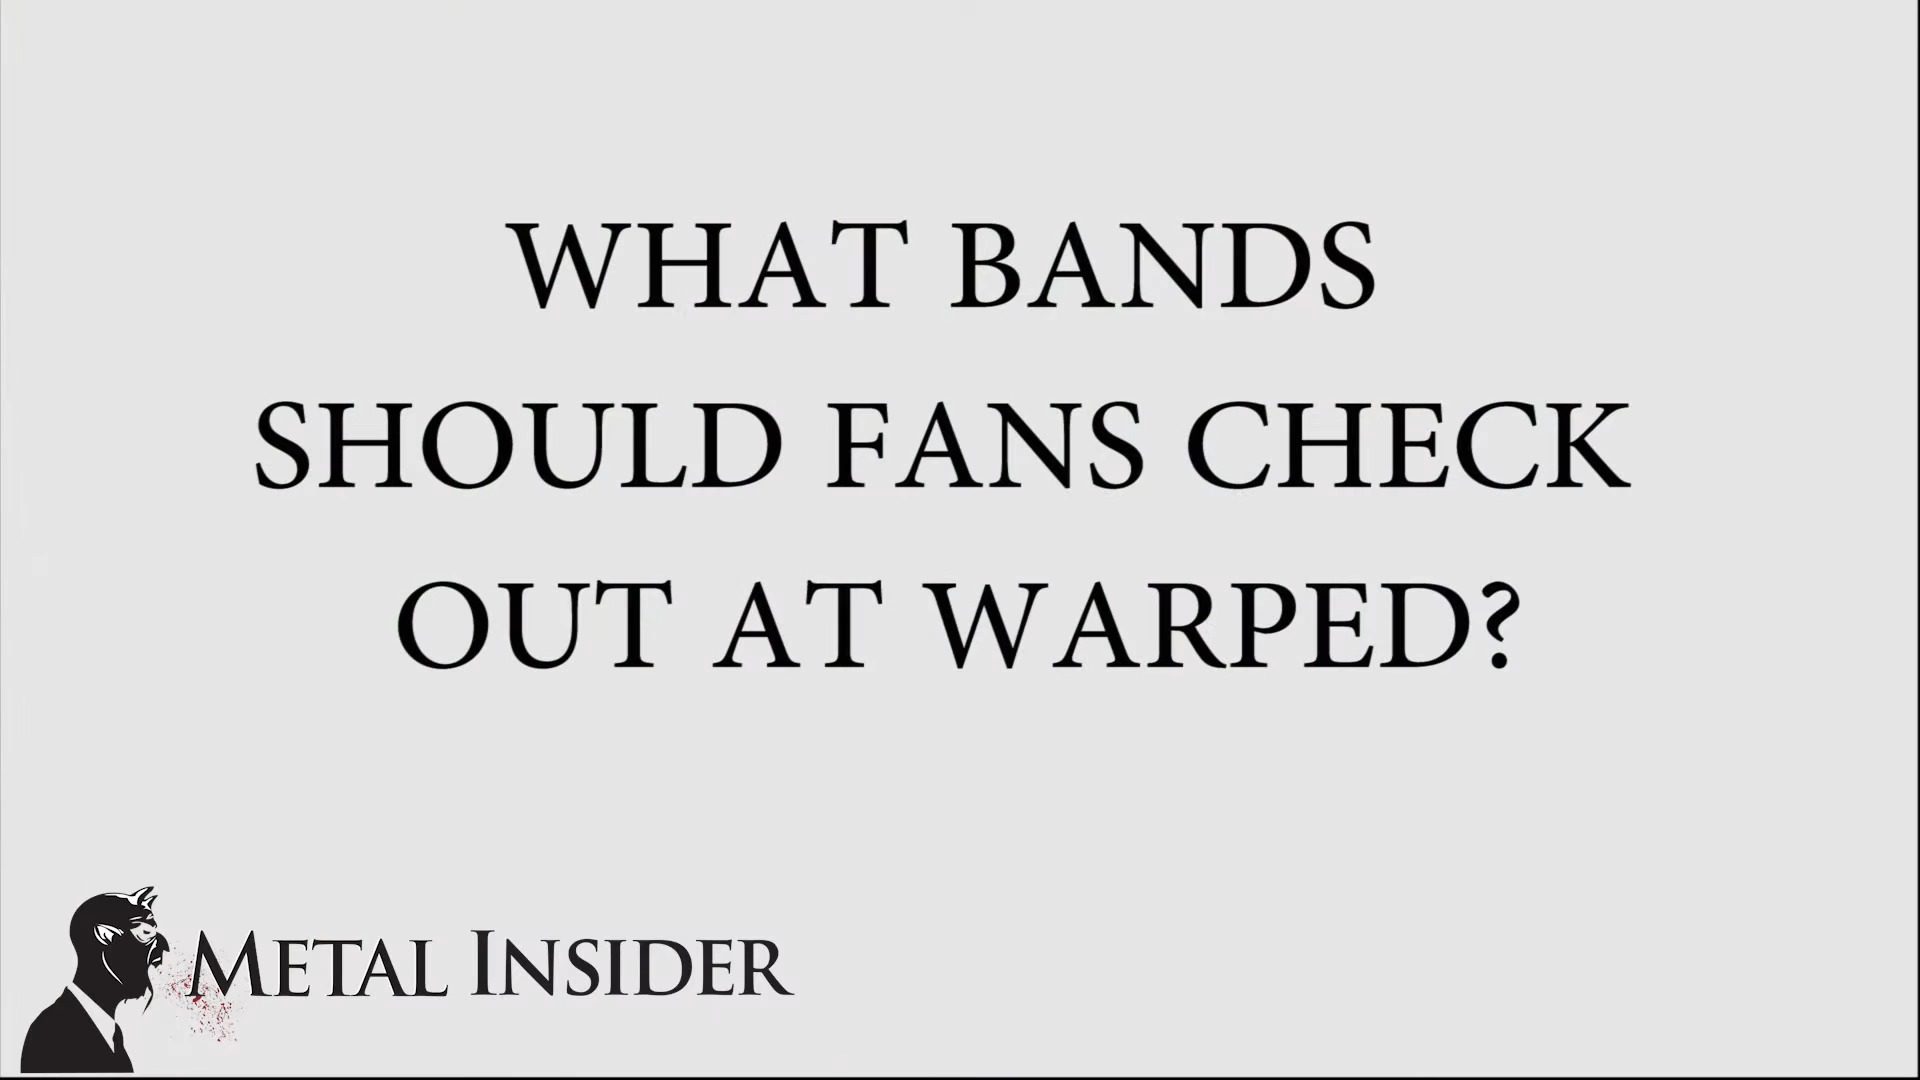 WHAT BANDS
SHOULD FANS CHECK
OUT AT WARPED?
METAL INSIDER